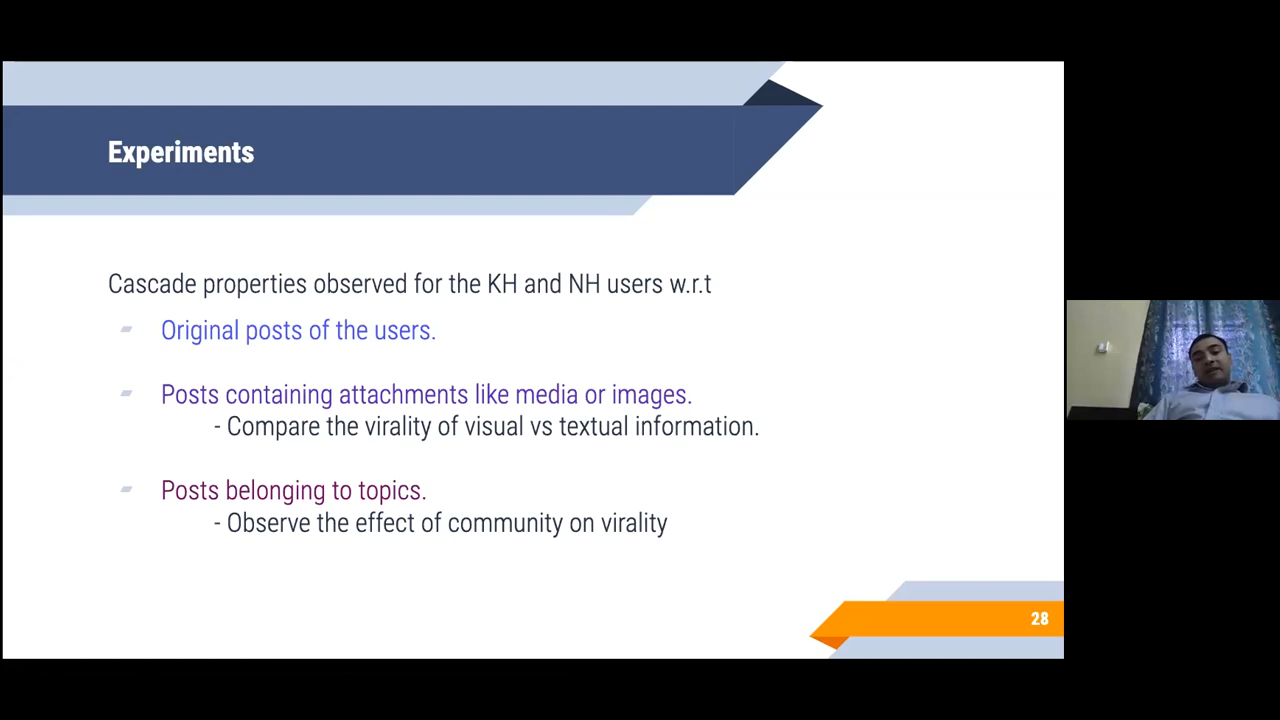 Experiments
Cascade properties observed for the KH and NH users w.r.t
Original posts of the users.
Posts containing attachments like media or images.
- Compare the virality of visual vs textual information.
Posts belonging to topics.
- Observe the effect of community on virality
28